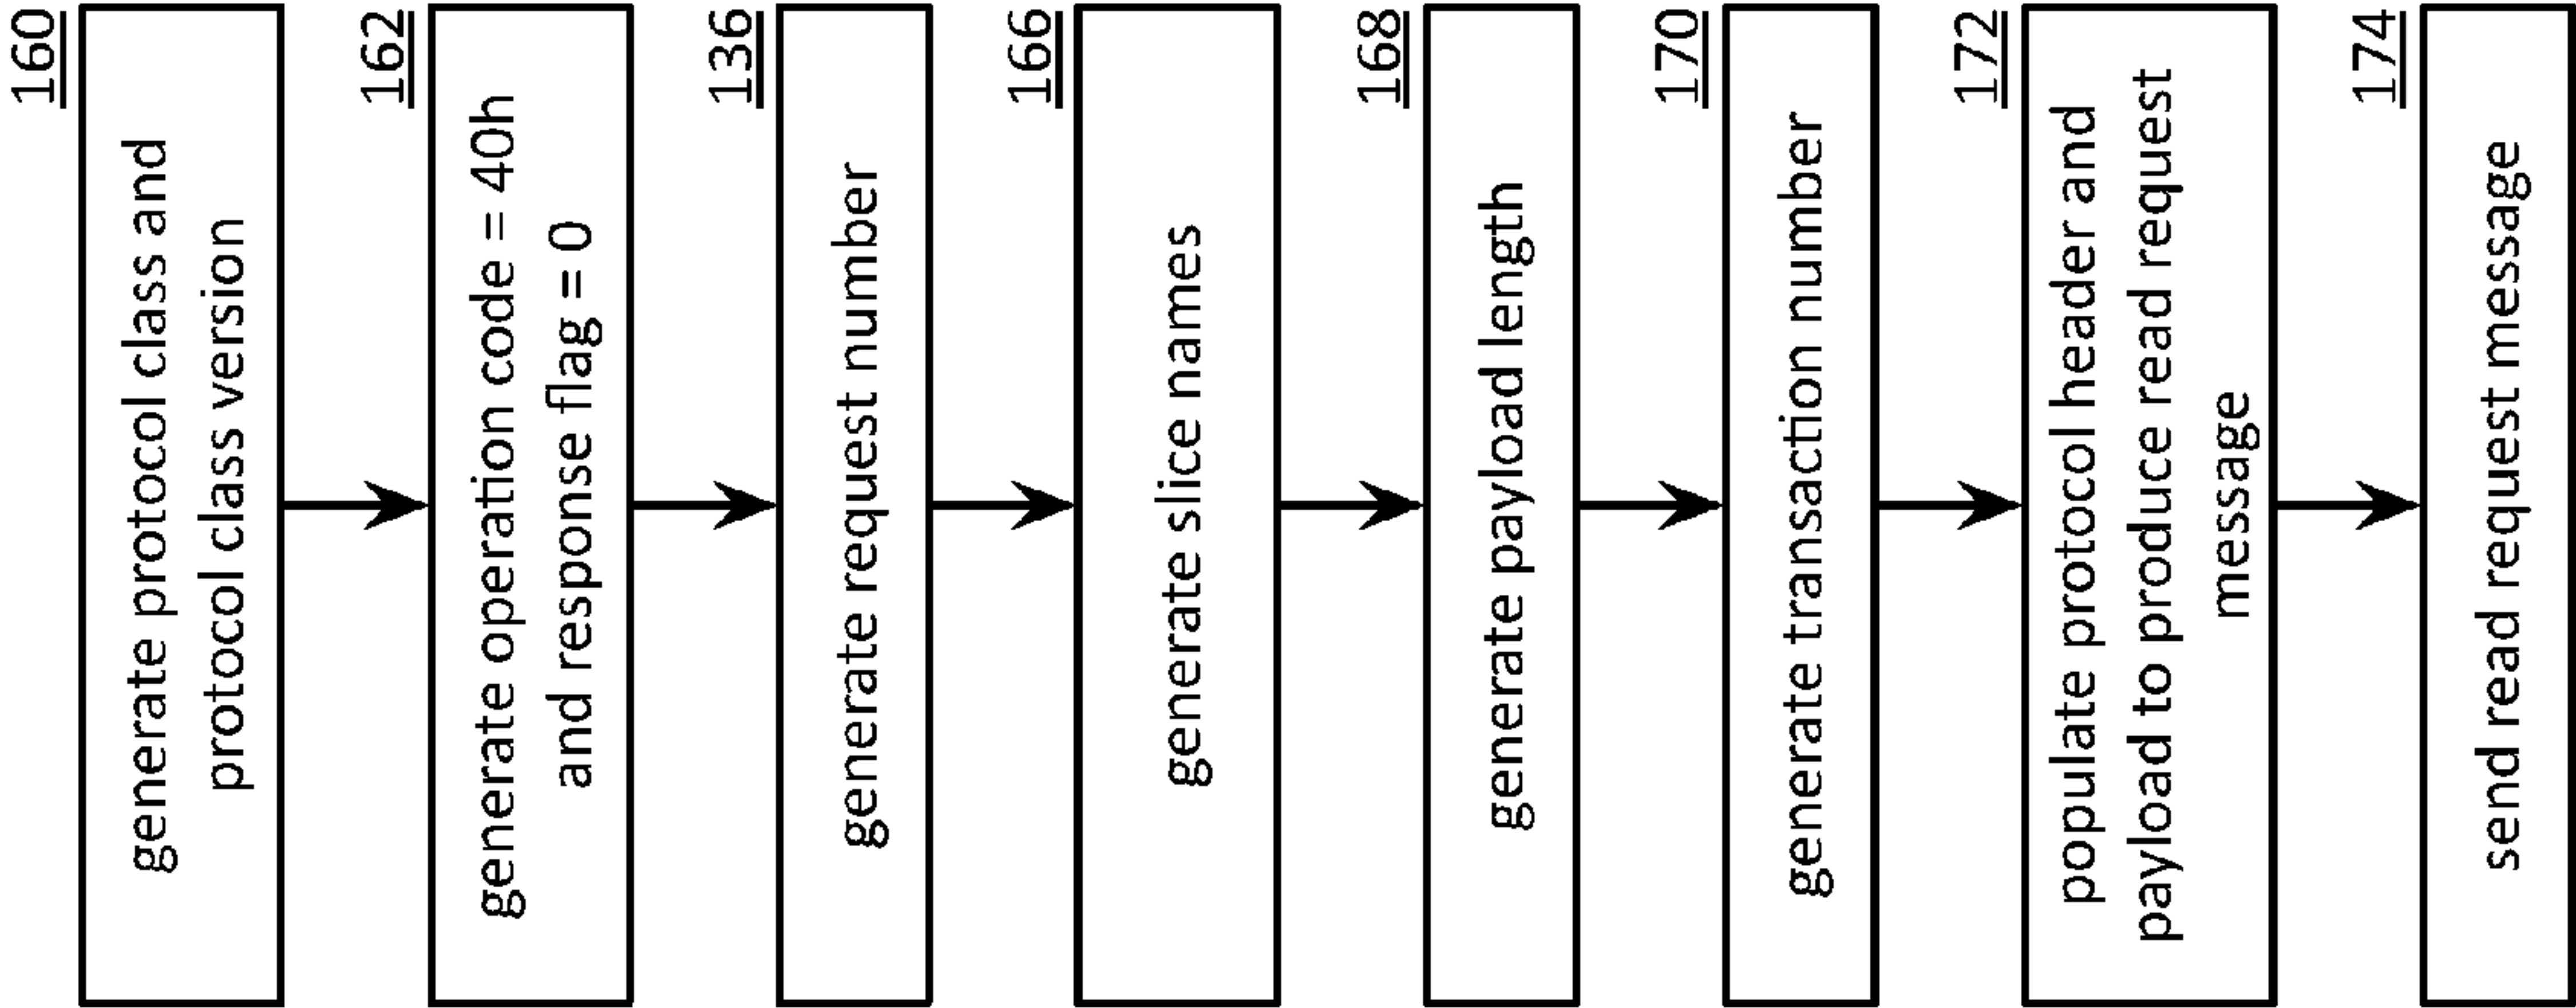 160
generate protocol class and
protocol class version
162
generate operation code = 40h
and response flag = 0
136
generate request number
166
generate slice names
168
generate payload length
170
generate transaction number
172
populate protocol header and
payload to produce read request
message
174
send read request message